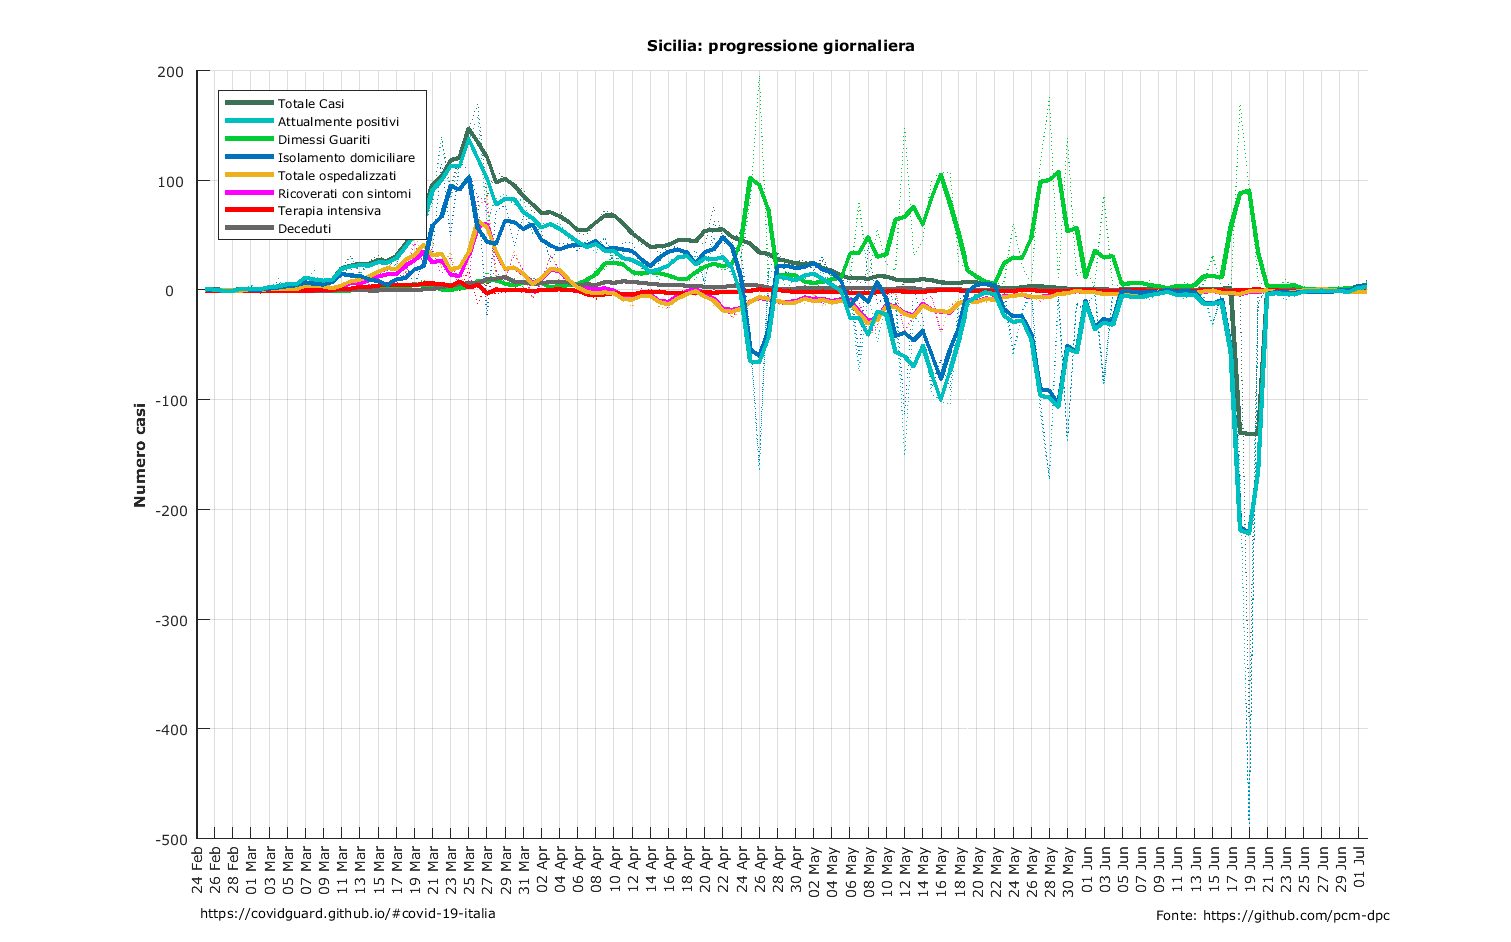 Sicilia: progressione giornaliera
Totale Casi
Attualmente positivi
Dimessi Guariti
Isolamento domiciliare
Totale ospedalizzati
Ricoverati con sintomi
Terapia intensiva
Deceduti
Numero casi
200
100
0
-100
-200
-300
-400
-500
24 Feb
26 Feb
28 Feb
01 Mar
03 Mar
05 Mar
07 Mar
09 Mar
11 Mar
13 Mar
15 Mar
17 Mar
19 Mar
21 Mar
23 Mar
25 Mar
27 Mar
29 Mar
31 Mar
02 Apr
04 Apr
06 Apr
08 Apr
10 Apr
12 Apr
14 Apr
16 Apr
18 Apr
20 Apr
22 Apr
24 Apr
26 Apr
28 Apr
30 Apr
02 May
04 May
06 May
08 May
10 May
12 May
14 May
16 May
18 May
20 May
22 May
24 May
26 May
28 May
30 May
01 Jun
03 Jun
05 Jun
07 Jun
09 Jun
11 Jun
13 Jun
15 Jun
17 Jun
19 Jun
21 Jun
23 Jun
25 Jun
27 Jun
29 Jun
01 Jul
https://covidguard.github.io/#covid-19-italia
Fonte: https://github.com/pcm-dpc